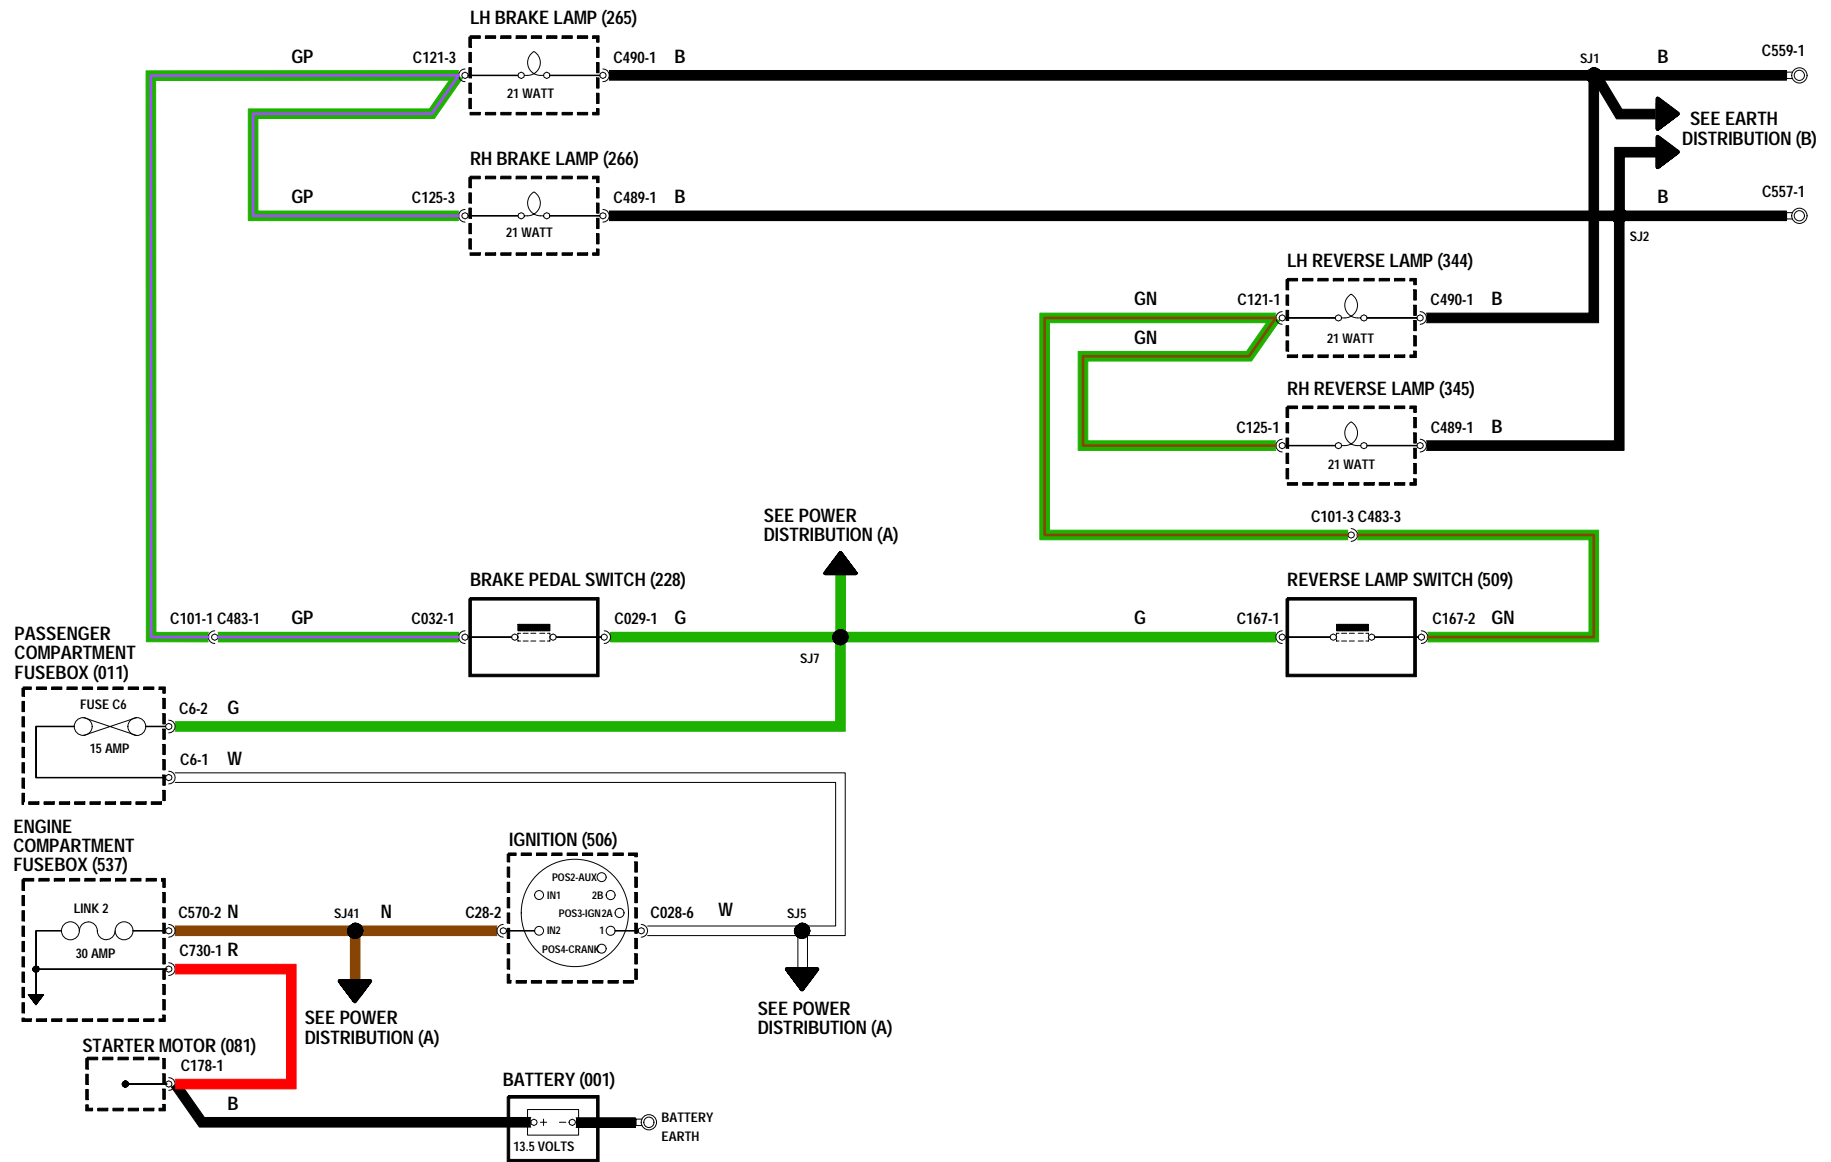 LH BRAKE LAMP (265)
GP
C121-3
C490-1 B
21 WATT
SJ1
B
C559-1
SEE EARTH
DISTRIBUTION (B)
RH BRAKE LAMP (266)
GP
C125-3
C489-1 B
21 WATT
B
C557-1
SJ2
LH REVERSE LAMP (344)
GN
C121-1
C490-1 B
GN
21 WATT
RH REVERSE LAMP (345)
C125-1
C489-1 B
21 WATT
SEE POWER
DISTRIBUTION (A)
C101-3 C483-3
BRAKE PEDAL SWITCH (228)
REVERSE LAMP SWITCH (509)
C101-1 C483-1
GP
C032-1
C029-1 G
G
C167-1
C167-2 GN
SJ7
PASSENGER
COMPARTMENT
FUSEBOX (011)
FUSE C6
C6-2 G
15 AMP
C6-1 W
ENGINE
COMPARTMENT
FUSEBOX (537)
LINK 2
C570-2 N
30 AMP
C730-1 R
SJ41
N
C28-2
IGNITION (506)
POS2-AUX
IN1
2B
POS3-IGN
2A
IN2
1
POS4-CRANK
C028-6
W
SJ5
SEE POWER
DISTRIBUTION (A)
SEE POWER
DISTRIBUTION (A)
STARTER MOTOR (081)
C178-1
B
BATTERY (001)
+ −
13.5 VOLTS
BATTERY
EARTH